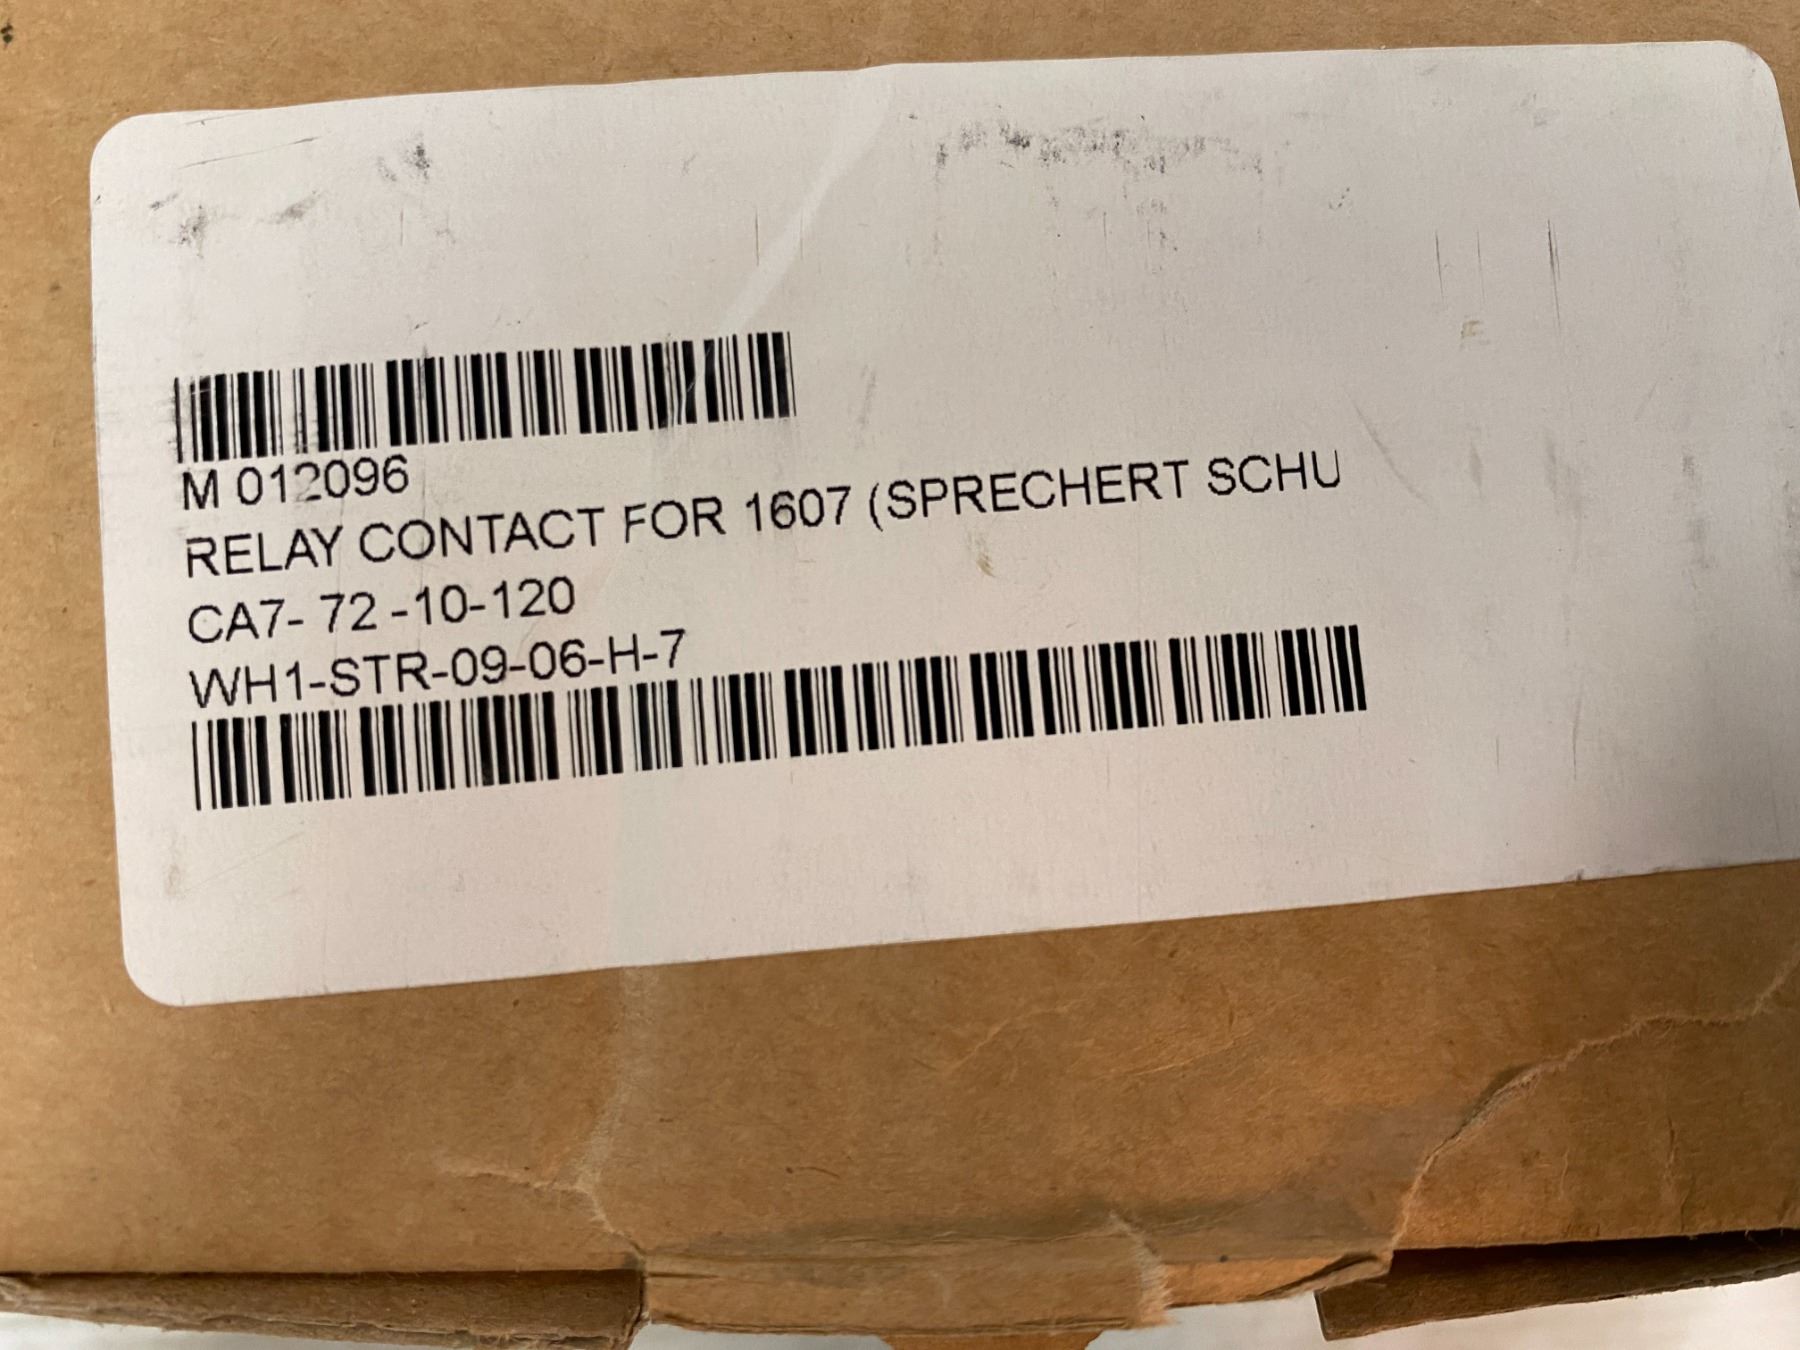 M 012096
RELAY CONTACT FOR 1607 (SPRECHERT SCHU
CA7- 72 -10-120
WH1-STR-09-06-H-7